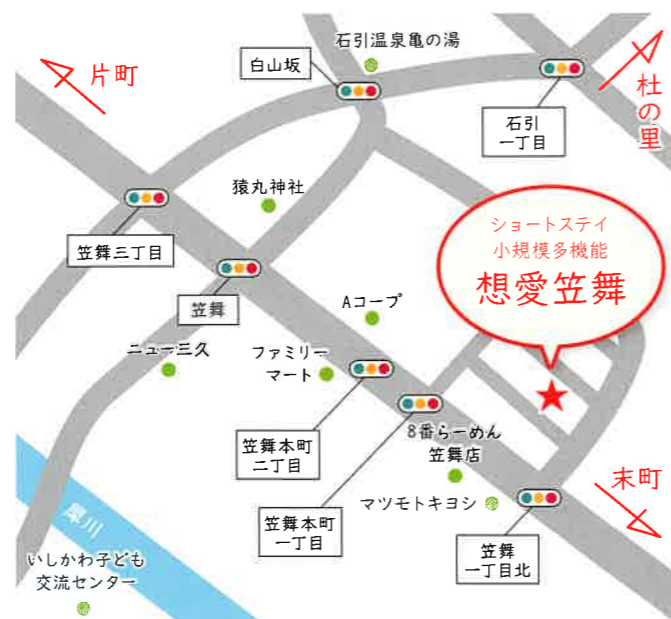 石引温泉亀の湯
白山坂
片町
杜の里
石引
一丁目
猿丸神社
笠舞三丁目
笠舞
ショートステイ
小規模多機能
想愛笠舞
Aコープ
ニュー三久
ファミリー
マート
笠舞本町
二丁目
8番らーめん
笠舞店
末町
マツモトキヨシ
笠舞本町
一丁目
笠舞
一丁目北
犀川
いしかわ子ども
交流センター